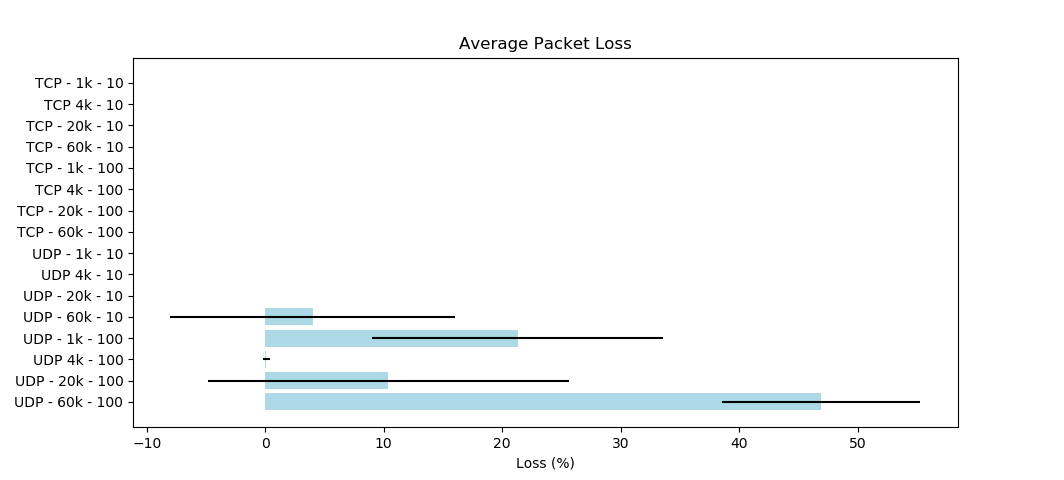 Average Packet Loss
TCP - 1k - 10
TCP 4k - 10
TCP - 20k - 10
TCP - 60k - 10
TCP - 1k - 100
TCP 4k - 100
TCP - 20k - 100
TCP - 60k - 100
UDP - 1k - 10
UDP 4k - 10
UDP - 20k - 10
UDP - 60k - 10
UDP - 1k - 100
UDP 4k - 100
UDP - 20k - 100
UDP - 60k - 100
−10 0 10 20 30 40 50
Loss (%)